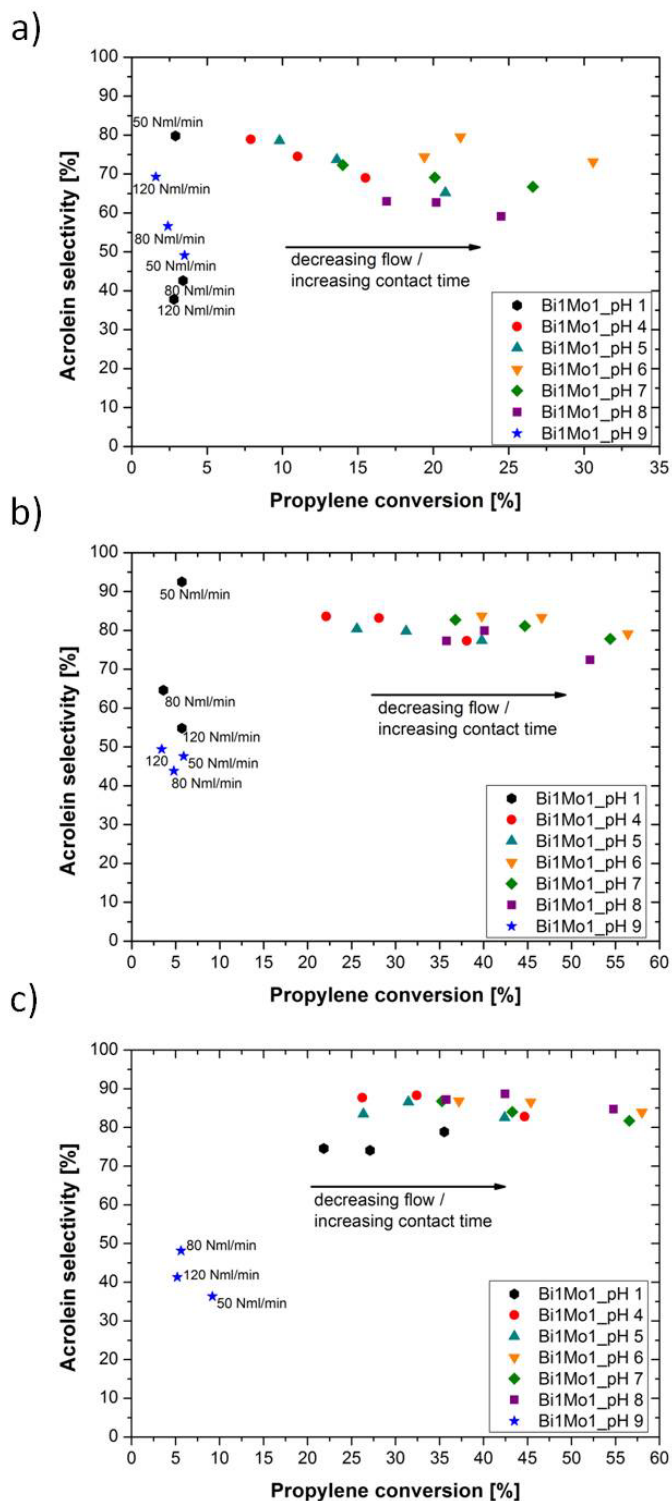 a)
100
90
80
70
60
50
40
30
20
10
0
Acrolein selectivity [%]
50 Nml/min
120 Nml/min
80 Nml/min
50 Nml/min
80 Nml/min
120 Nml/min
decreasing flow /
increasing contact time
Bi1Mo1_pH 1
Bi1Mo1_pH 4
Bi1Mo1_pH 5
Bi1Mo1_pH 6
Bi1Mo1_pH 7
Bi1Mo1_pH 8
Bi1Mo1_pH 9
0 5 10 15 20 25 30 35
Propylene conversion [%]
b)
100
90
80
70
60
50
40
30
20
10
0
Acrolein selectivity [%]
50 Nml/min
80 Nml/min
120 Nml/min
120
50 Nml/min
80 Nml/min
decreasing flow /
increasing contact time
Bi1Mo1_pH 1
Bi1Mo1_pH 4
Bi1Mo1_pH 5
Bi1Mo1_pH 6
Bi1Mo1_pH 7
Bi1Mo1_pH 8
Bi1Mo1_pH 9
0 5 10 15 20 25 30 35 40 45 50 55 60
Propylene conversion [%]
c)
100
90
80
70
60
50
40
30
20
10
0
Acrolein selectivity [%]
decreasing flow /
increasing contact time
80 Nml/min
120 Nml/min
50 Nml/min
Bi1Mo1_pH 1
Bi1Mo1_pH 4
Bi1Mo1_pH 5
Bi1Mo1_pH 6
Bi1Mo1_pH 7
Bi1Mo1_pH 8
Bi1Mo1_pH 9
0 5 10 15 20 25 30 35 40 45 50 55 60
Propylene conversion [%]